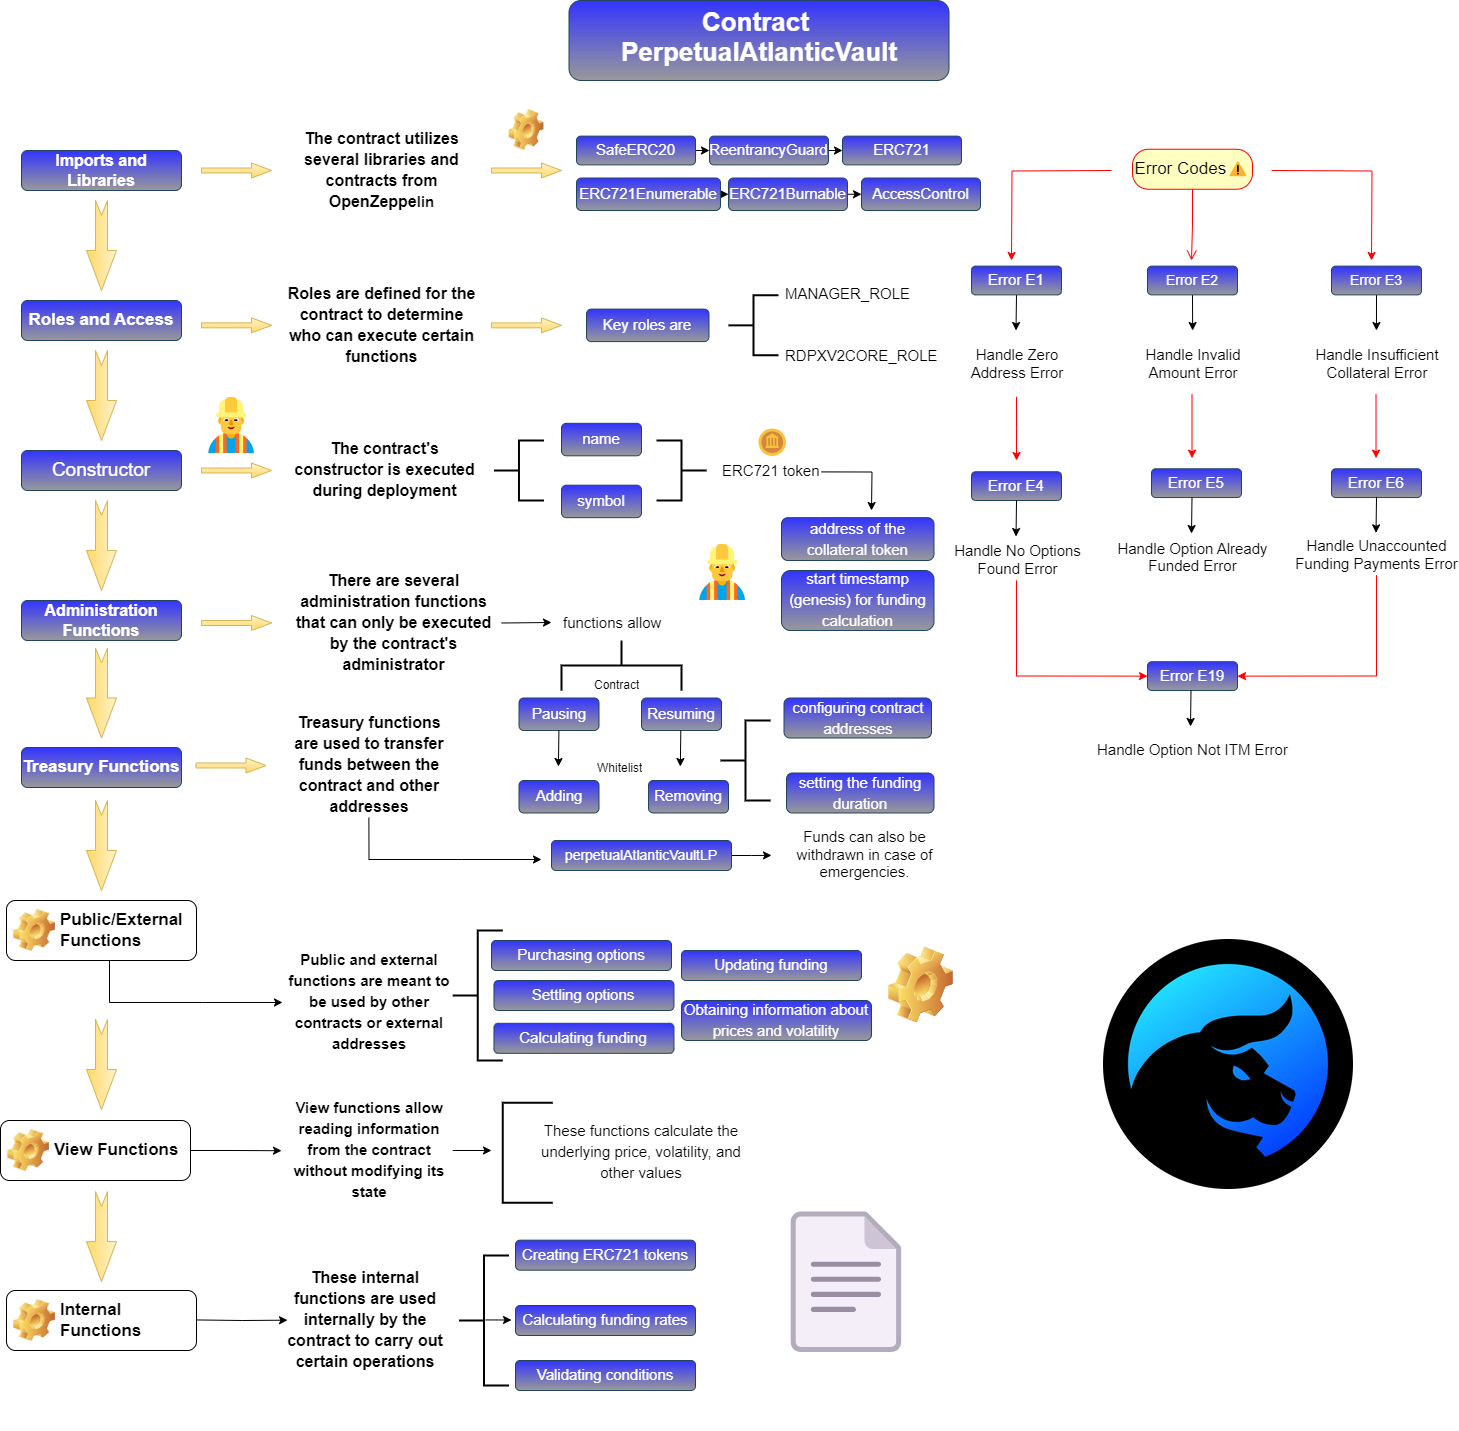 Contract
PerpetualAtlanticVault
Imports and
Libraries
The contract utilizes
several libraries and
contracts from
OpenZeppelin
SafeERC20
ReentrancyGuard
ERC721
ERC721Enumerable
ERC721Burnable
AccessControl
Roles and Access
Roles are defined for the
contract to determine
who can execute certain
functions
Key roles are
MANAGER_ROLE
RDPXV2CORE_ROLE
Constructor
The contract's
constructor is executed
during deployment
name
symbol
ERC721 token
address of the
collateral token
start timestamp
(genesis) for funding
calculation
Administration
Functions
There are several
administration functions
that can only be executed
by the contract's
administrator
functions allow
Contract
Pausing
Resuming
Whitelist
Adding
Removing
configuring contract
addresses
setting the funding
duration
Treasury Functions
Treasury functions
are used to transfer
funds between the
contract and other
addresses
perpetualAtlanticVaultLP
Funds can also be
withdrawn in case of
emergencies.
Public/External
Functions
Public and external
functions are meant to
be used by other
contracts or external
addresses
Purchasing options
Settling options
Calculating funding
Updating funding
Obtaining information about
prices and volatility
View Functions
View functions allow
reading information
from the contract
without modifying its
state
These functions calculate the
underlying price, volatility, and
other values
Internal
Functions
These internal
functions are used
internally by the
contract to carry out
certain operations
Creating ERC721 tokens
Calculating funding rates
Validating conditions
Error Codes
Error E1
Handle Zero
Address Error
Error E2
Handle Invalid
Amount Error
Error E3
Handle Insufficient
Collateral Error
Error E4
Handle No Options
Found Error
Error E5
Handle Option Already
Funded Error
Error E6
Handle Unaccounted
Funding Payments Error
Error E19
Handle Option Not ITM Error